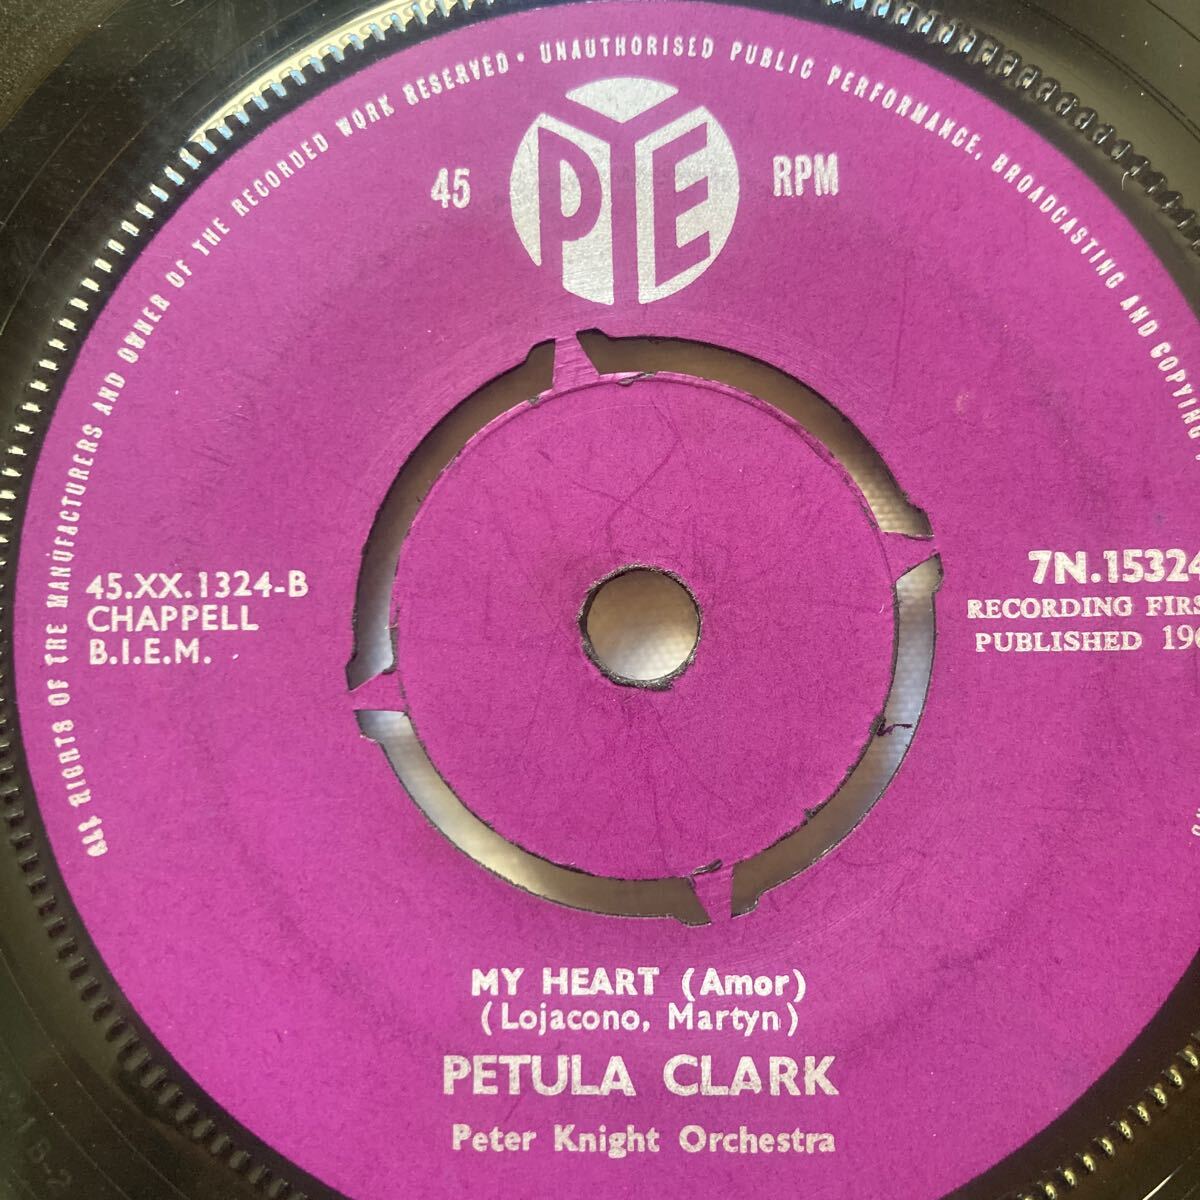 ALL RIGHTS OF THE MANUFACTURERS AND OWNER OF THE RECORDED WORK RESERVED • UNAUTHORISED PUBLIC PERFORMANCE, BROADCASTING AND COPYING
PYE
45 RPM
45.XX.1324-B
CHAPPELL
B.I.E.M.
7N.15324
RECORDING FIRS
PUBLISHED 196
MY HEART (Amor)
(Lojacono, Martyn)
PETULA CLARK
Peter Knight Orchestra